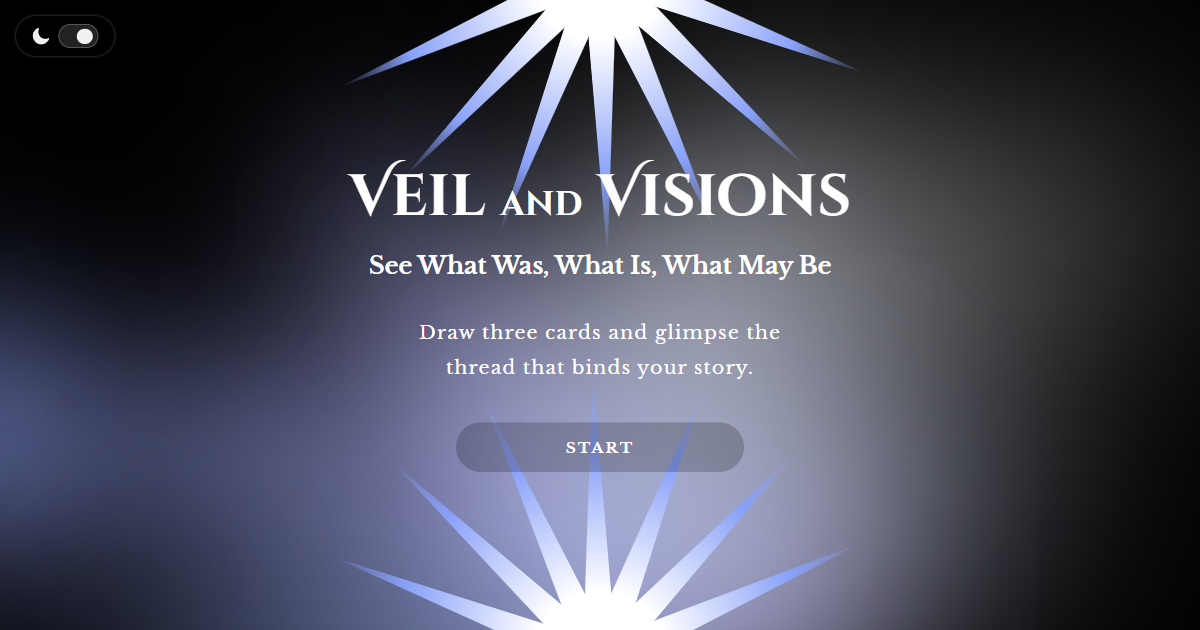 Veil and Visions
See What Was, What Is, What May Be
Draw three cards and glimpse the
thread that binds your story.
START